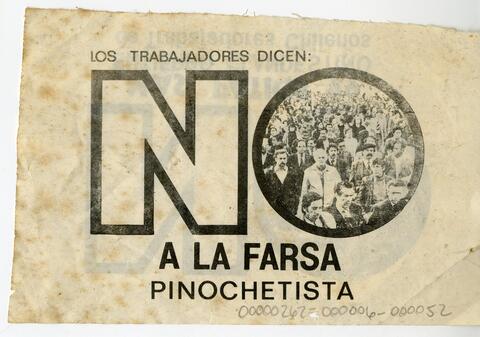 LOS TRABAJADORES DICEN:
NO
A LA FARSA
PINOCHETISTA
00000262-000006-000052